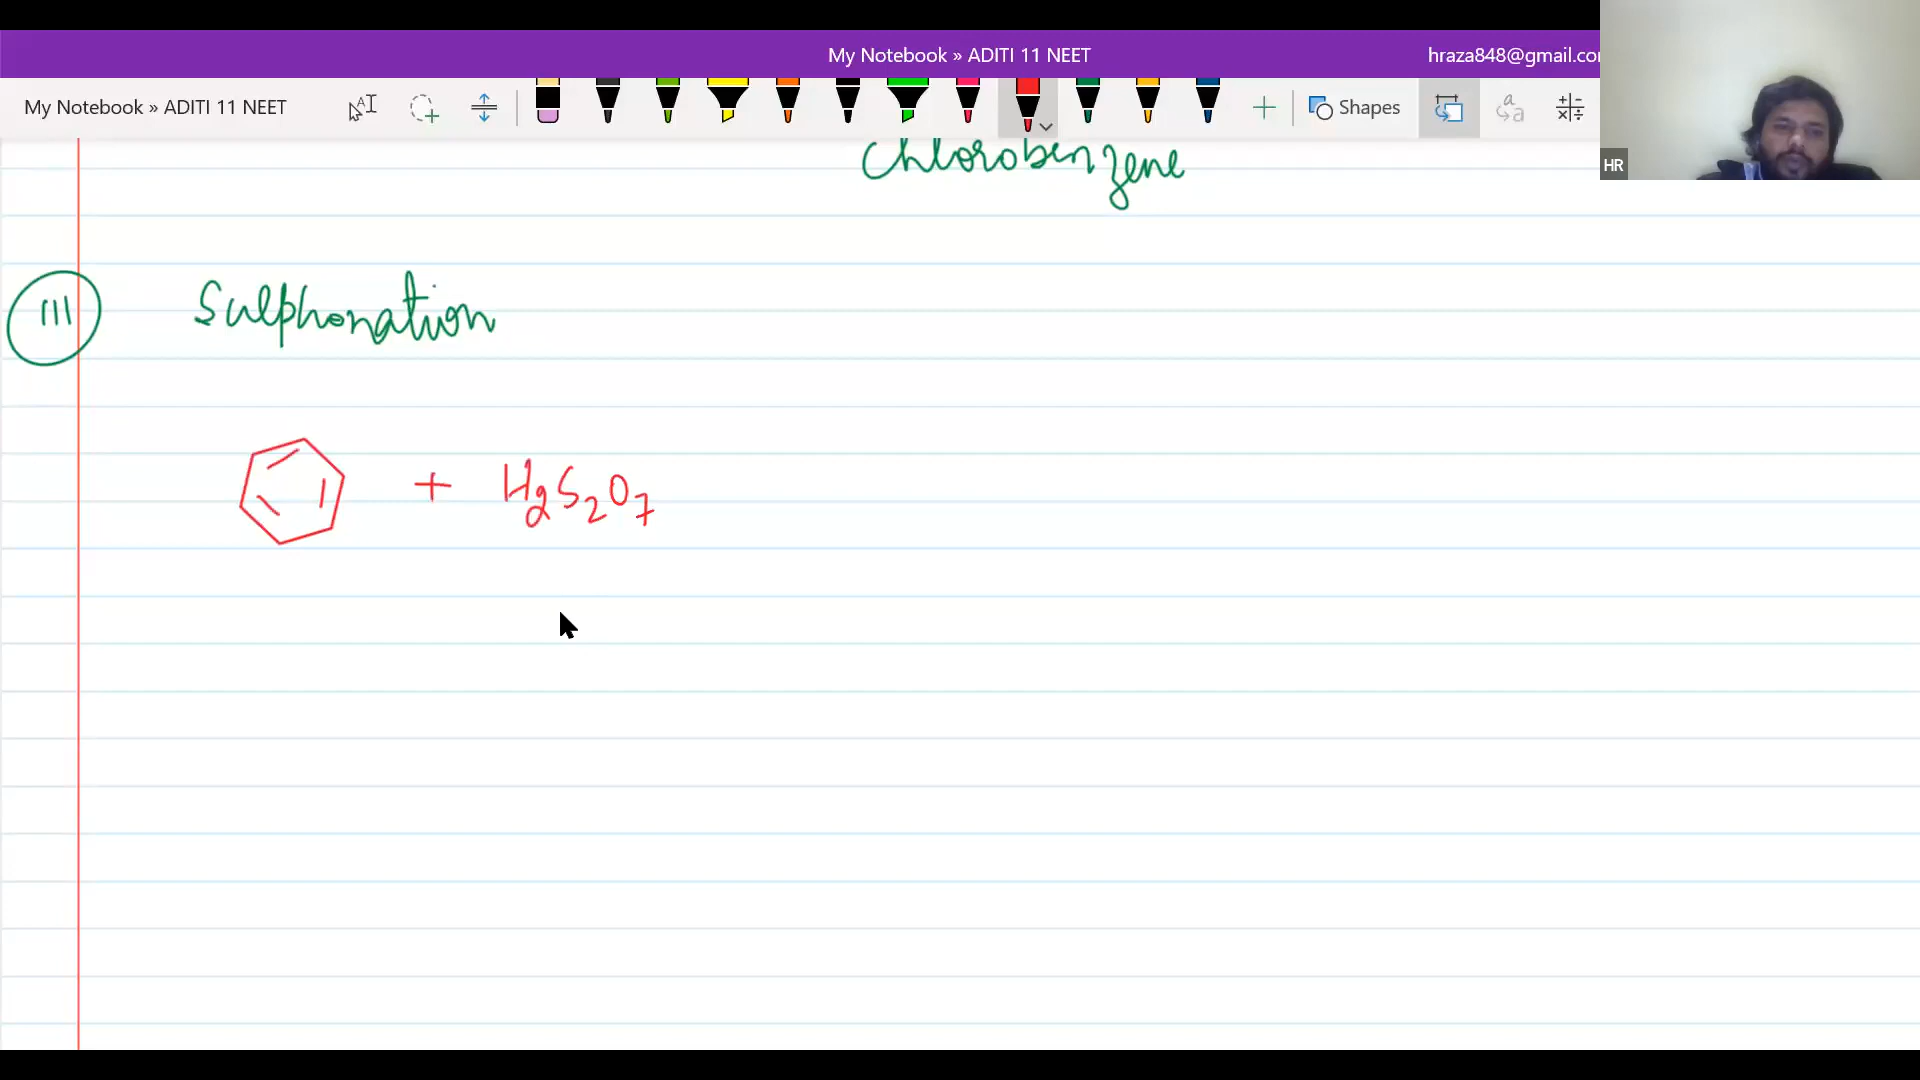 My Notebook » ADITI 11 NEET
hraza848@gmail.co
My Notebook » ADITI 11 NEET
Shapes
HR
Chlorobenzene
III Sulphonation
+ H2S2O7